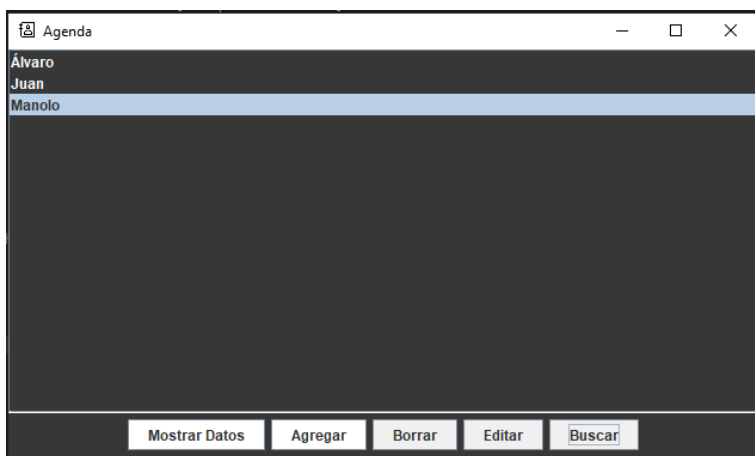 Agenda
Álvaro
Juan
Manolo
Mostrar Datos Agregar Borrar Editar Buscar